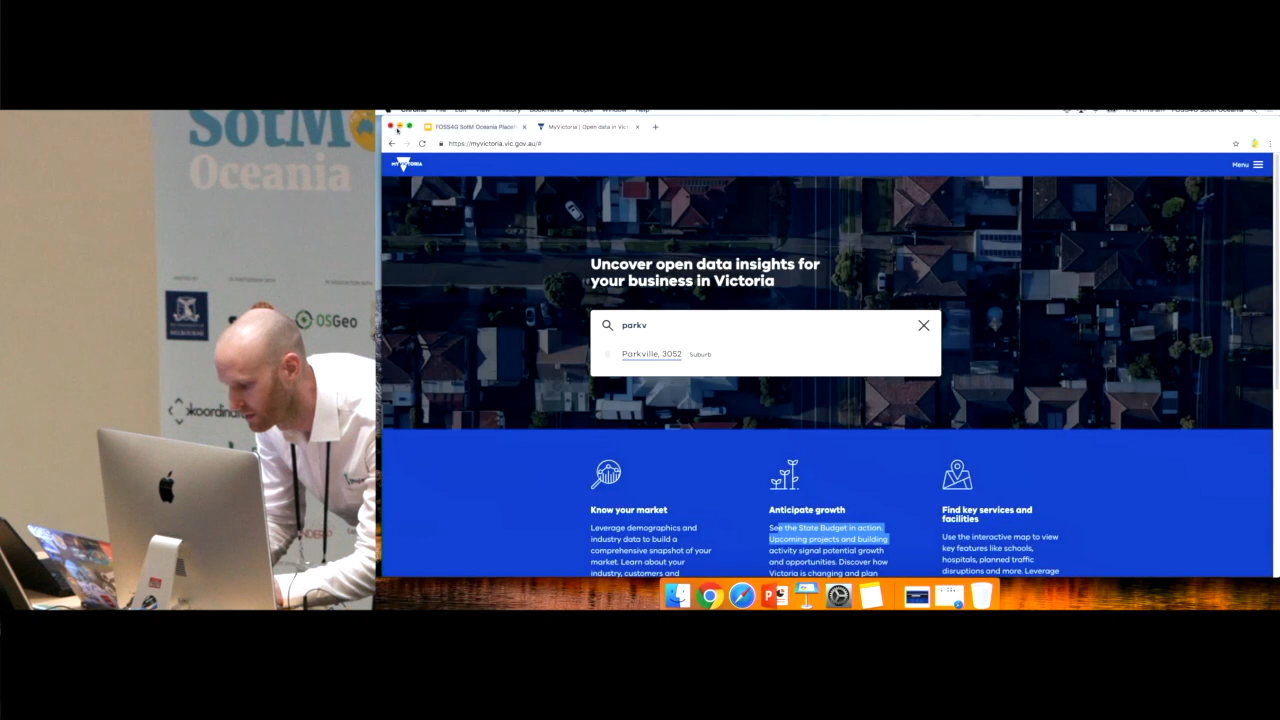 SotM
Oceania
OSGeo
koordina
FOSS4G SotM Oceania Place
MyVictoria | Open data in Vic
https://myvictoria.vic.gov.au/#
Menu
Uncover open data insights for
your business in Victoria
parkv
Parkville, 3052 Suburb
Know your market
Leverage demographics and
industry data to build a
comprehensive snapshot of your
market. Learn about your
industry, customers and
Anticipate growth
See the State Budget in action.
Upcoming projects and building
activity signal potential growth
and opportunities. Discover how
Victoria is changing and plan
Find key services and
facilities
Use the interactive map to view
key features like schools,
hospitals, planned traffic
disruptions and more. Leverage